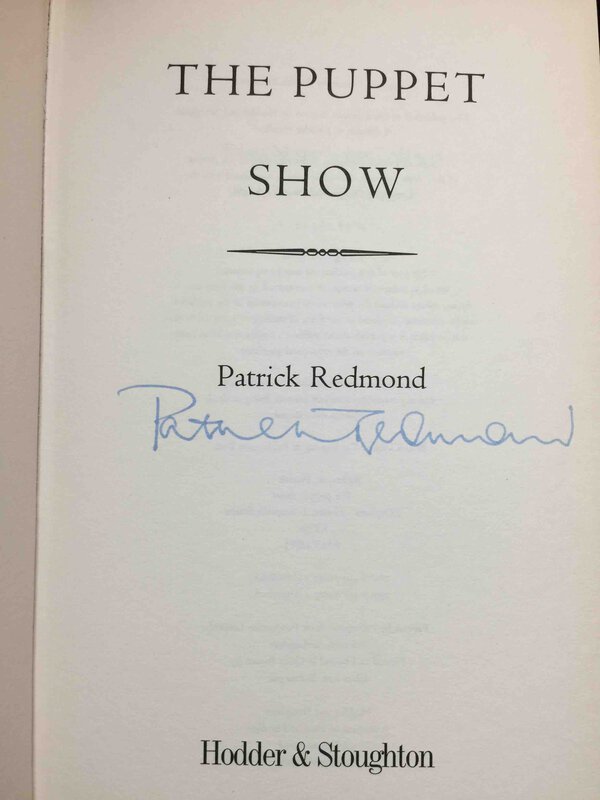 THE PUPPET
SHOW
Patrick Redmond
Patrick Redmond
Hodder & Stoughton